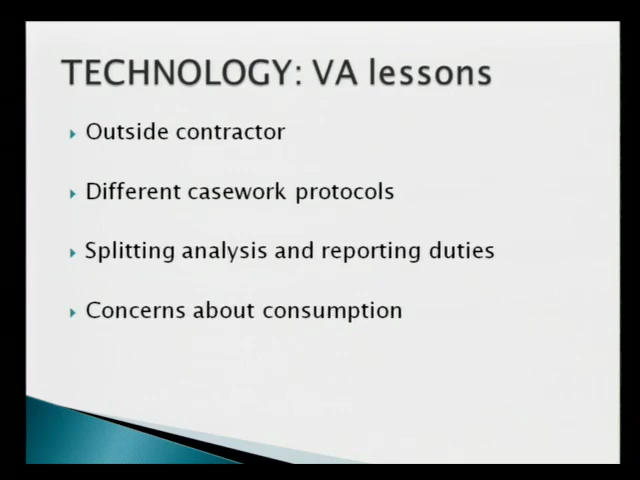 TECHNOLOGY: VA lessons
Outside contractor
Different casework protocols
Splitting analysis and reporting duties
Concerns about consumption